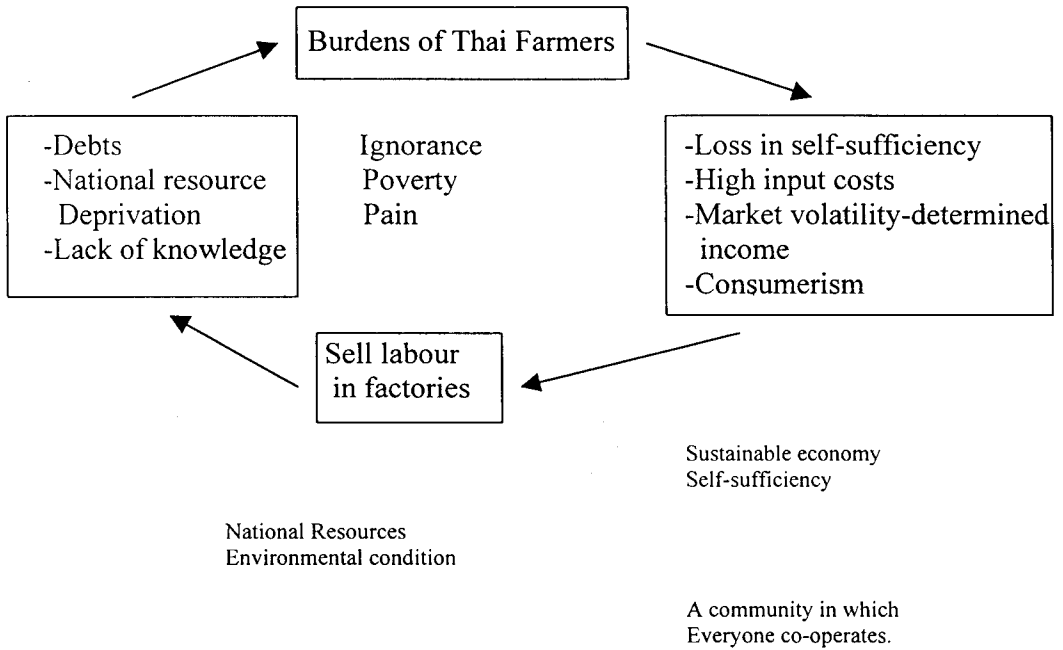 Burdens of Thai Farmers
-Debts
-National resource
Deprivation
-Lack of knowledge
Ignorance
Poverty
Pain
-Loss in self-sufficiency
-High input costs
-Market volatility-determined
income
-Consumerism
Sell labour
in factories
Sustainable economy
Self-sufficiency
National Resources
Environmental condition
A community in which
Everyone co-operates.